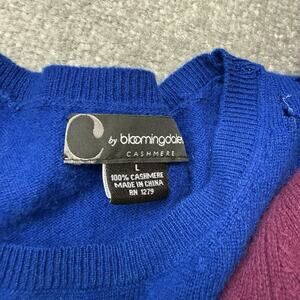 C by bloomingdale
CASHMERE
L
100% CASHMERE
MADE IN CHINA
RN 1279